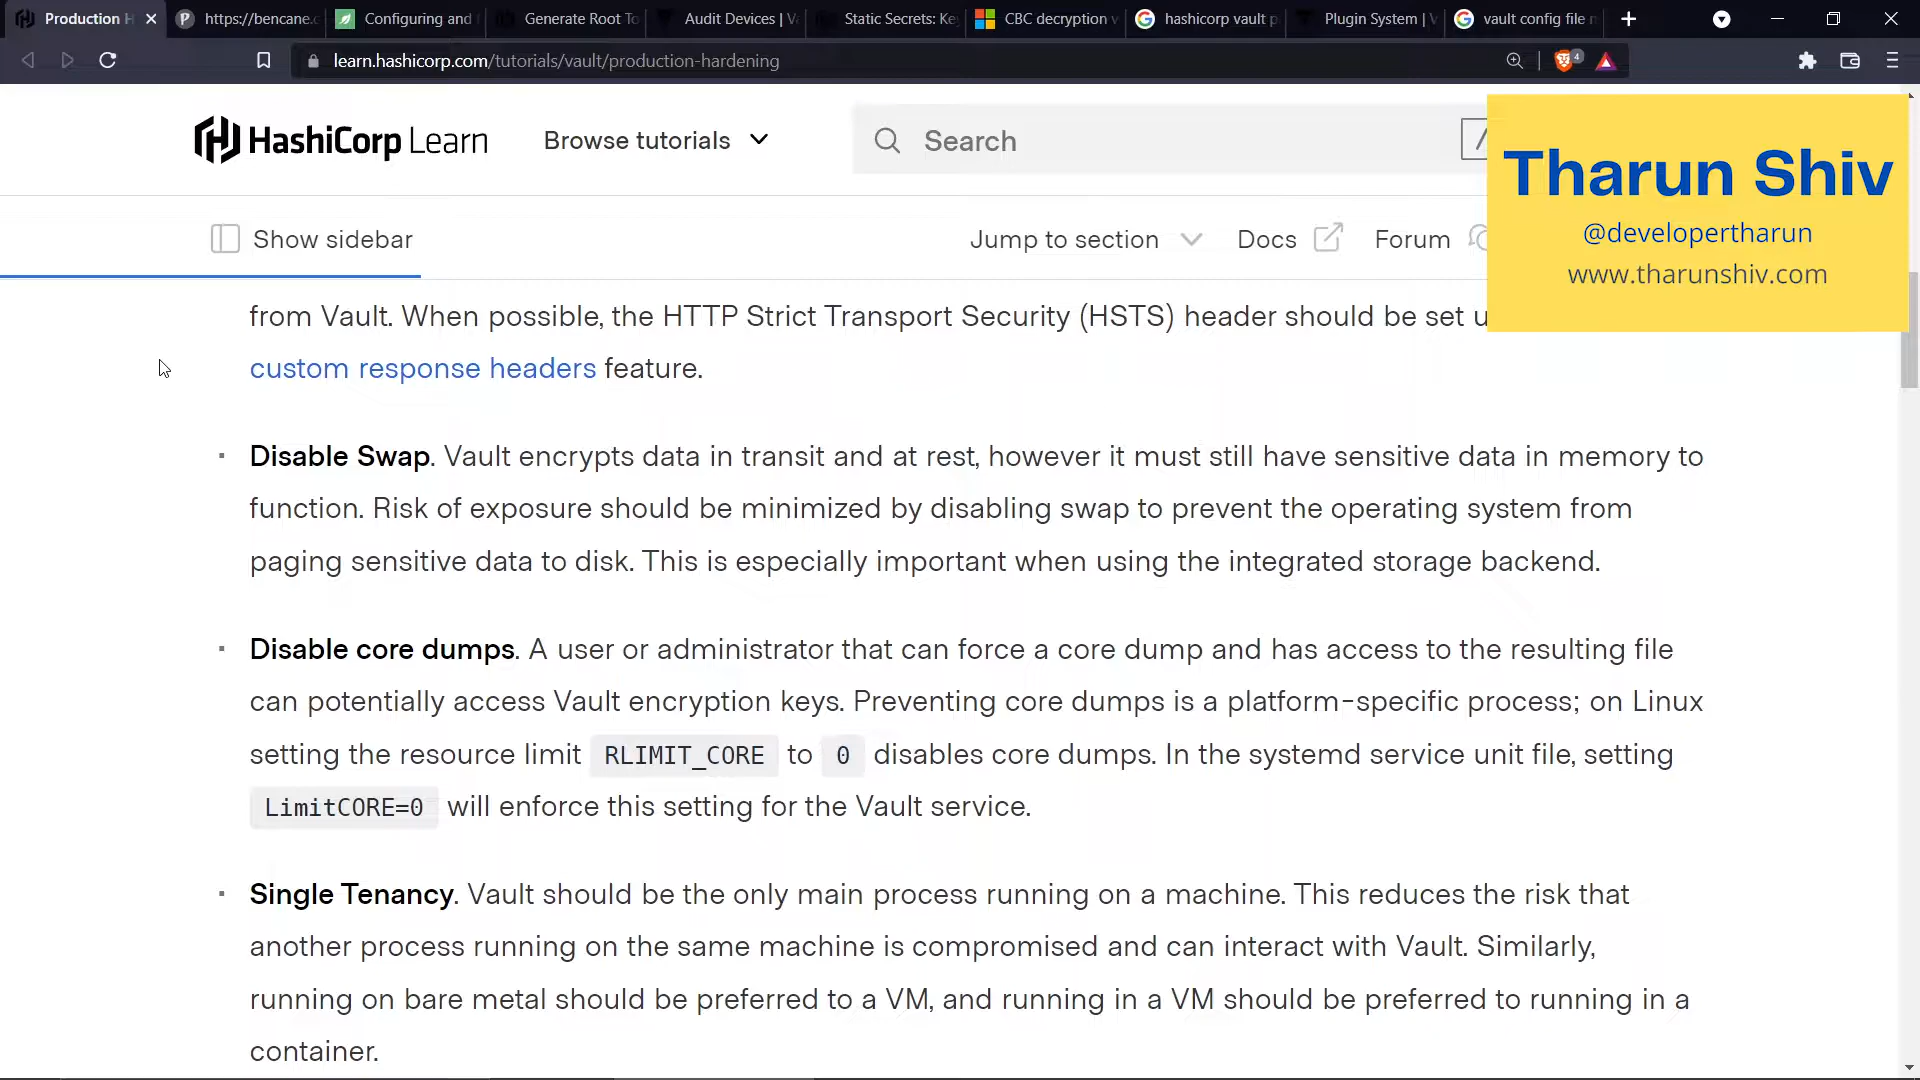 Production H
https://bencane.c
Configuring and
Generate Root To
Audit Devices | Va
Static Secrets: Ke
CBC decryption v
hashicorp vault p
Plugin System | V
vault config file n
learn.hashicorp.com/tutorials/vault/production-hardening
4
HashiCorp Learn
Browse tutorials
Search
/
Tharun Shiv
@developertharun
www.tharunshiv.com
Show sidebar
Jump to section
Docs
Forum
from Vault. When possible, the HTTP Strict Transport Security (HSTS) header should be set u
custom response headers feature.
▪ Disable Swap. Vault encrypts data in transit and at rest, however it must still have sensitive data in memory to
function. Risk of exposure should be minimized by disabling swap to prevent the operating system from
paging sensitive data to disk. This is especially important when using the integrated storage backend.
▪ Disable core dumps. A user or administrator that can force a core dump and has access to the resulting file
can potentially access Vault encryption keys. Preventing core dumps is a platform-specific process; on Linux
setting the resource limit RLIMIT_CORE to 0 disables core dumps. In the systemd service unit file, setting
LimitCORE=0 will enforce this setting for the Vault service.
▪ Single Tenancy. Vault should be the only main process running on a machine. This reduces the risk that
another process running on the same machine is compromised and can interact with Vault. Similarly,
running on bare metal should be preferred to a VM, and running in a VM should be preferred to running in a
container.